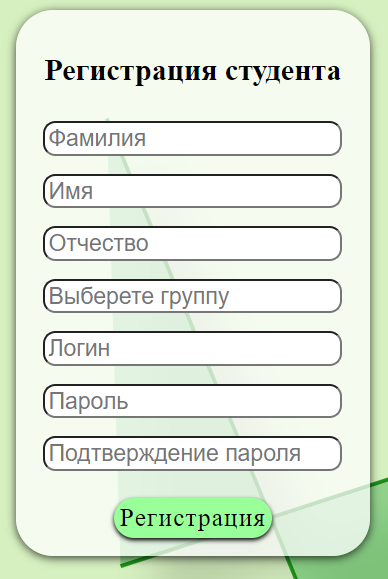 Регистрация студента
Фамилия
Имя
Отчество
Выберете группу
Логин
Пароль
Подтверждение пароля
Регистрация